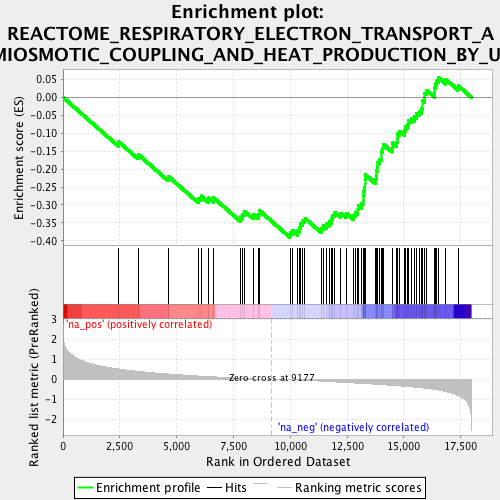 Enrichment plot:
REACTOME_RESPIRATORY_ELECTRON_TRANSPORT_A
MIOSMOTIC_COUPLING_AND_HEAT_PRODUCTION_BY_U
Enrichment score (ES)
0.05
0.00
-0.05
-0.10
-0.15
-0.20
-0.25
-0.30
-0.35
-0.40
'na_pos' (positively correlated)
Ranked list metric (PreRanked)
3
2
1
0
-1
-2
Zero cross at 9177
'na_neg' (negatively correlated)
0
2,500
5,000
7,500
10,000
12,500
15,000
17,500
Rank in Ordered Dataset
Enrichment profile
Hits
Ranking metric scores